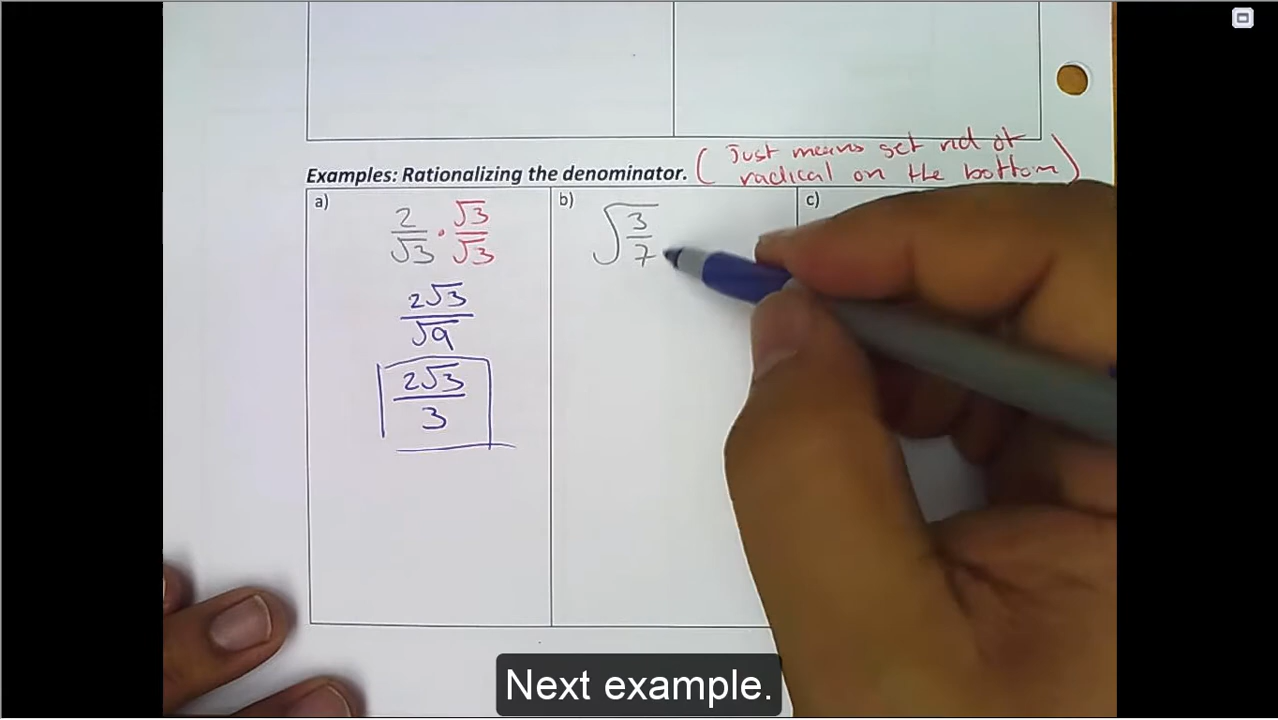 Examples: Rationalizing the denominator. (Just means get rid of
radical on the bottom)
a)
2/√3 · √3/√3
2√3/√9
2√3/3
b)
√(3/7)
c)
Next example.